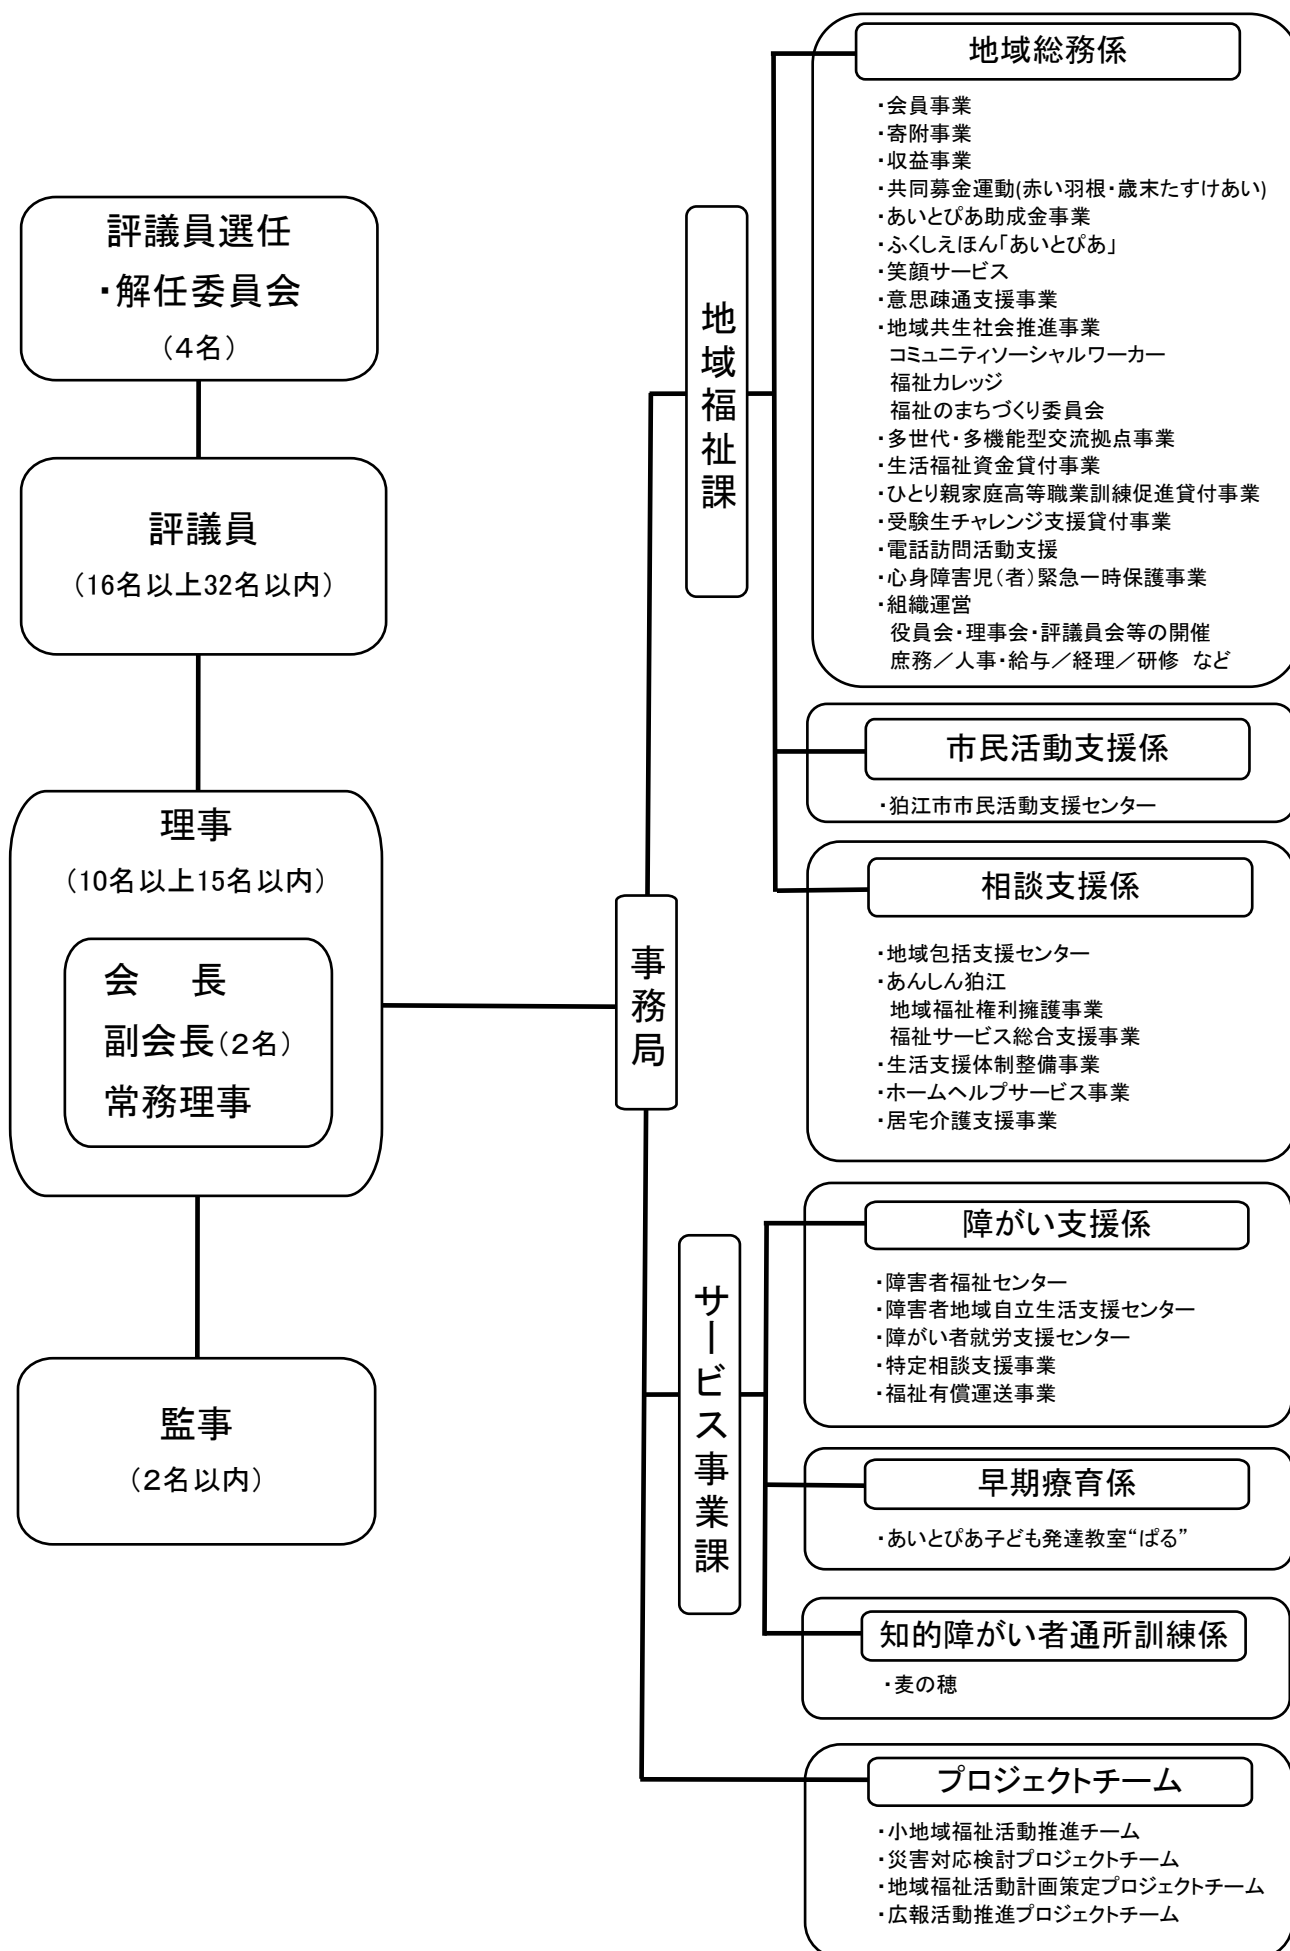 評議員選任
・解任委員会
（4名）
評議員
（16名以上32名以内）
理事
（10名以上15名以内）
会　長
副会長（2名）
常務理事
監事
（2名以内）
事務局
地域福祉課
地域総務係
・会員事業
・寄附事業
・収益事業
・共同募金運動(赤い羽根・歳末たすけあい)
・あいとぴあ助成金事業
・ふくしえほん「あいとぴあ」
・笑顔サービス
・意思疎通支援事業
・地域共生社会推進事業
コミュニティソーシャルワーカー
福祉カレッジ
福祉のまちづくり委員会
・多世代・多機能型交流拠点事業
・生活福祉資金貸付事業
・ひとり親家庭高等職業訓練促進貸付事業
・受験生チャレンジ支援貸付事業
・電話訪問活動支援
・心身障害児（者）緊急一時保護事業
・組織運営
役員会・理事会・評議員会等の開催
庶務／人事・給与／経理／研修 など
市民活動支援係
・狛江市市民活動支援センター
相談支援係
・地域包括支援センター
・あんしん狛江
地域福祉権利擁護事業
福祉サービス総合支援事業
・生活支援体制整備事業
・ホームヘルプサービス事業
・居宅介護支援事業
サービス事業課
障がい支援係
・障害者福祉センター
・障害者地域自立生活支援センター
・障がい者就労支援センター
・特定相談支援事業
・福祉有償運送事業
早期療育係
・あいとぴあ子ども発達教室“ぱる”
知的障がい者通所訓練係
・麦の穂
プロジェクトチーム
・小地域福祉活動推進チーム
・災害対応検討プロジェクトチーム
・地域福祉活動計画策定プロジェクトチーム
・広報活動推進プロジェクトチーム